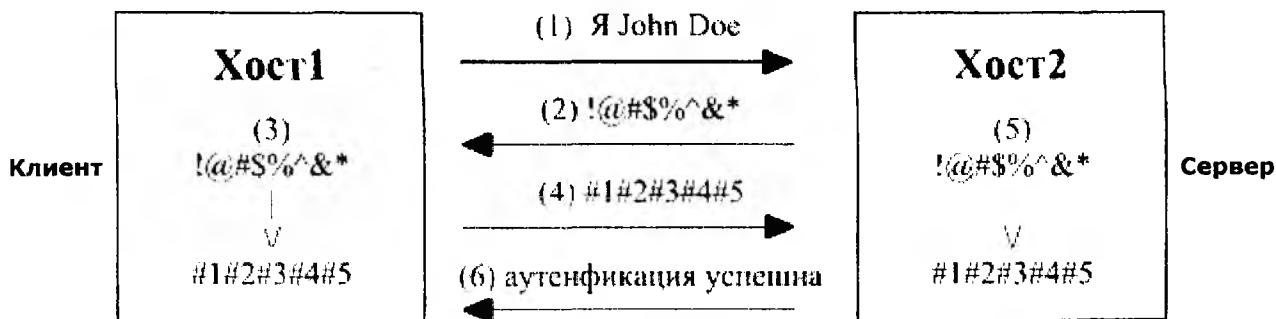 (1) Я John Doe
Хост1
Хост2
(2) !@#$%^&*
(3)
(5)
Клиент
!@#$%^&*
!@#$%^&*
Сервер
(4) #1#2#3#4#5
#1#2#3#4#5
#1#2#3#4#5
(6) аутенфикация успешна